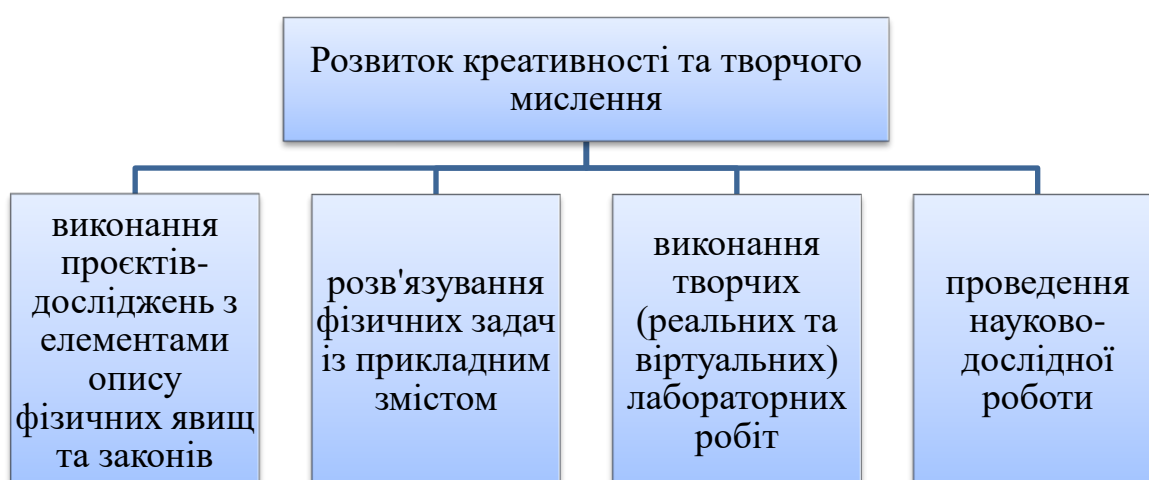 Розвиток креативності та творчого
мислення
виконання
проєктів-
досліджень з
елементами
опису
фізичних явищ
та законів
розв'язування
фізичних задач
із прикладним
змістом
виконання
творчих
(реальних та
віртуальних)
лабораторних
робіт
проведення
науково-
дослідної
роботи